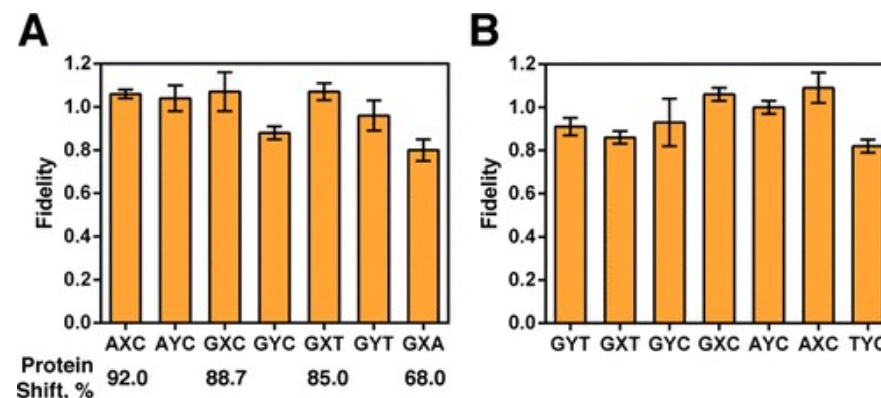 A
B
Fidelity
1.2
1.0
0.8
0.6
0.4
0.2
0.0
AXC AYC GXC GYC GXT GYT GXA
Protein
Shift, %
92.0 88.7 85.0 68.0
Fidelity
1.2
1.0
0.8
0.6
0.4
0.2
0.0
GYT GXT GYC GXC AYC AXC TYC